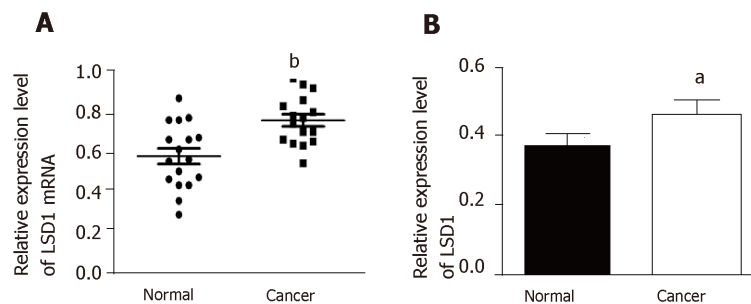 A
Relative expression level
of LSD1 mRNA
1.0
0.8
0.6
0.4
0.2
0.0
b
Normal
Cancer
B
Relative expression level
of LSD1
0.6
0.4
0.2
0.0
a
Normal
Cancer